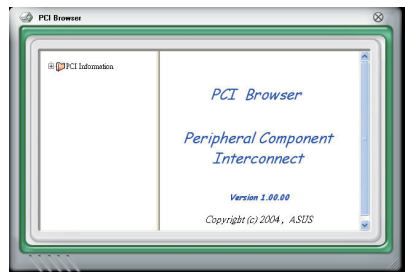 PCI Browser
PCI Information
PCI Browser
Peripheral Component
Interconnect
Version 1.00.00
Copyright (c) 2004, ASUS